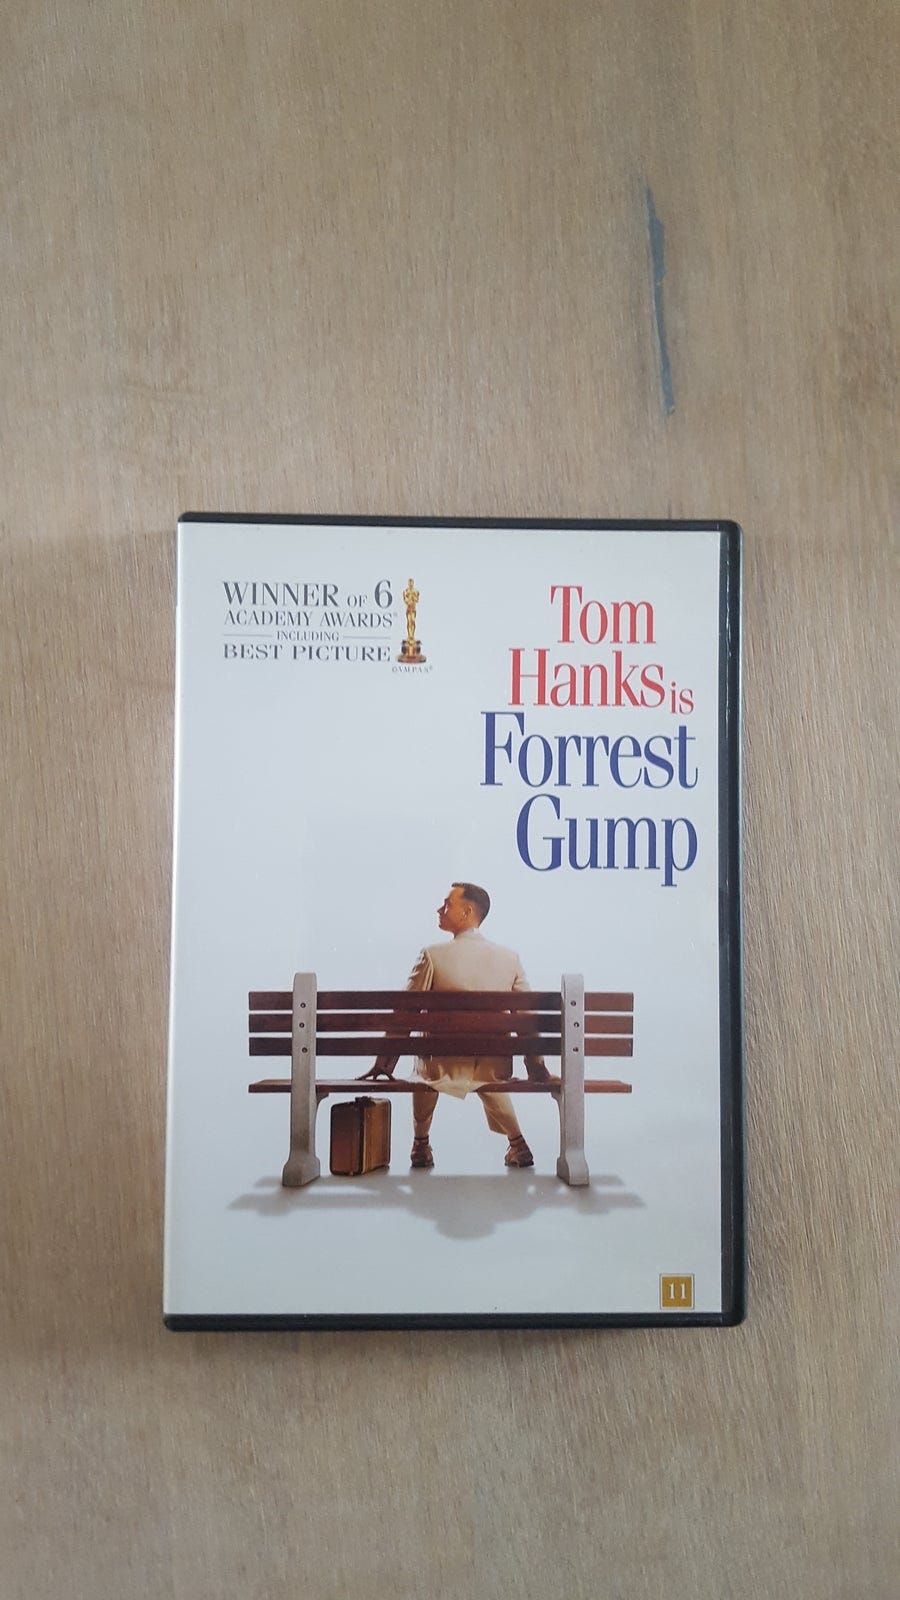 WINNER OF 6
ACADEMY AWARDS®
INCLUDING
BEST PICTURE
©A.M.P.A.S.®
Tom
Hanks is
Forrest
Gump
11